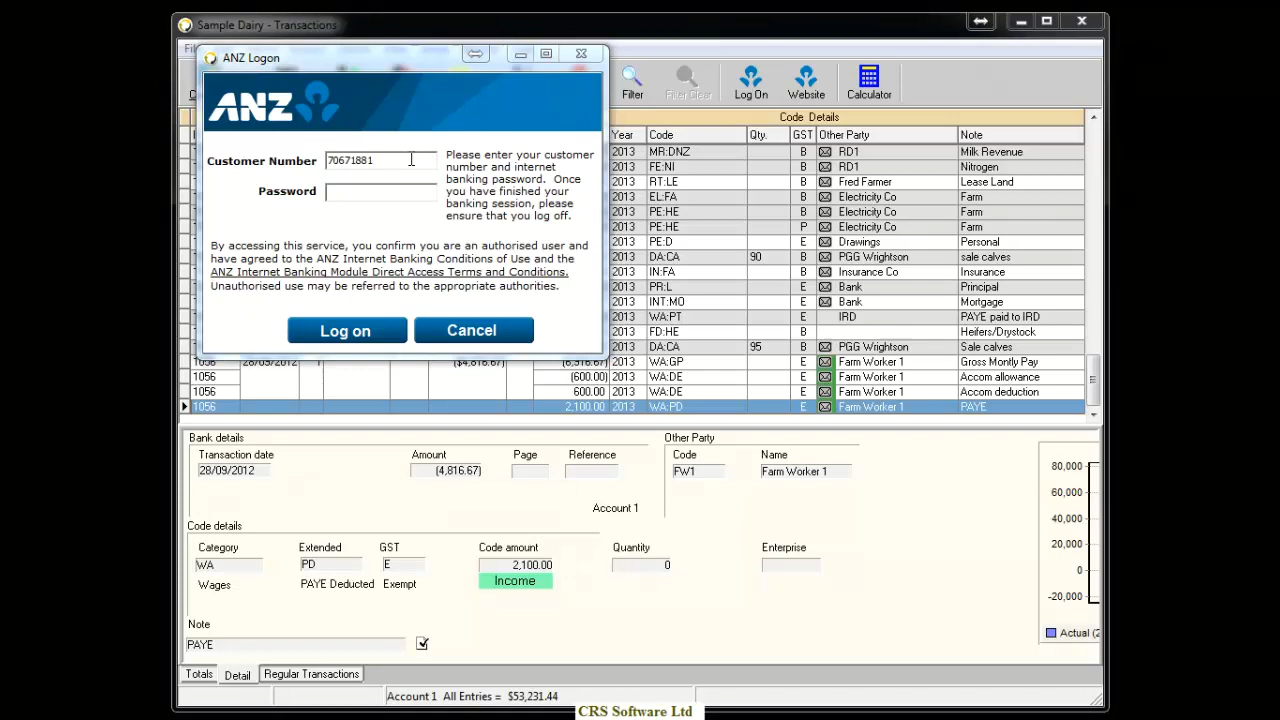 Sample Dairy - Transactions
ANZ Logon
ANZ
Customer Number 70671881
Password
Please enter your customer
number and internet
banking password. Once
you have finished your
banking session, please
ensure that you log off.
By accessing this service, you confirm you are an authorised user and
have agreed to the ANZ Internet Banking Conditions of Use and the
ANZ Internet Banking Module Direct Access Terms and Conditions.
Unauthorised use may be referred to the appropriate authorities.
Log on Cancel
Filter Filter Clear Log On Website Calculator
Code Details
Year Code Qty. GST Other Party Note
2013 MR:DNZ B RD1 Milk Revenue
2013 FE:NI B RD1 Nitrogen
2013 RT:LE B Fred Farmer Lease Land
2013 EL:FA B Electricity Co Farm
2013 PE:HE B Electricity Co Farm
2013 PE:HE P Electricity Co Farm
2013 PE:D E Drawings Personal
2013 DA:CA 90 B PGG Wrightson sale calves
2013 IN:FA B Insurance Co Insurance
2013 PR:L E Bank Principal
2013 INT:MO E Bank Mortgage
2013 WA:PT E IRD PAYE paid to IRD
2013 FD:HE B Heifers/Drystock
2013 DA:CA 95 B PGG Wrightson Sale calves
1056 28/09/2012 1 ($4,816.67) (6,916.67) 2013 WA:GP E Farm Worker 1 Gross Montly Pay
1056 (600.00) 2013 WA:DE E Farm Worker 1 Accom allowance
1056 600.00 2013 WA:DE E Farm Worker 1 Accom deduction
1056 2,100.00 2013 WA:PD E Farm Worker 1 PAYE
Bank details
Transaction date Amount Page Reference
28/09/2012 (4,816.67)
Account 1
Other Party
Code Name
FW1 Farm Worker 1
Code details
Category Extended GST Code amount Quantity Enterprise
WA PD E 2,100.00 0
Wages PAYE Deducted Exempt Income
Note
PAYE
80,000
60,000
40,000
20,000
0
-20,000
Actual (2
Totals Detail Regular Transactions
Account 1 All Entries = $53,231.44
CRS Software Ltd